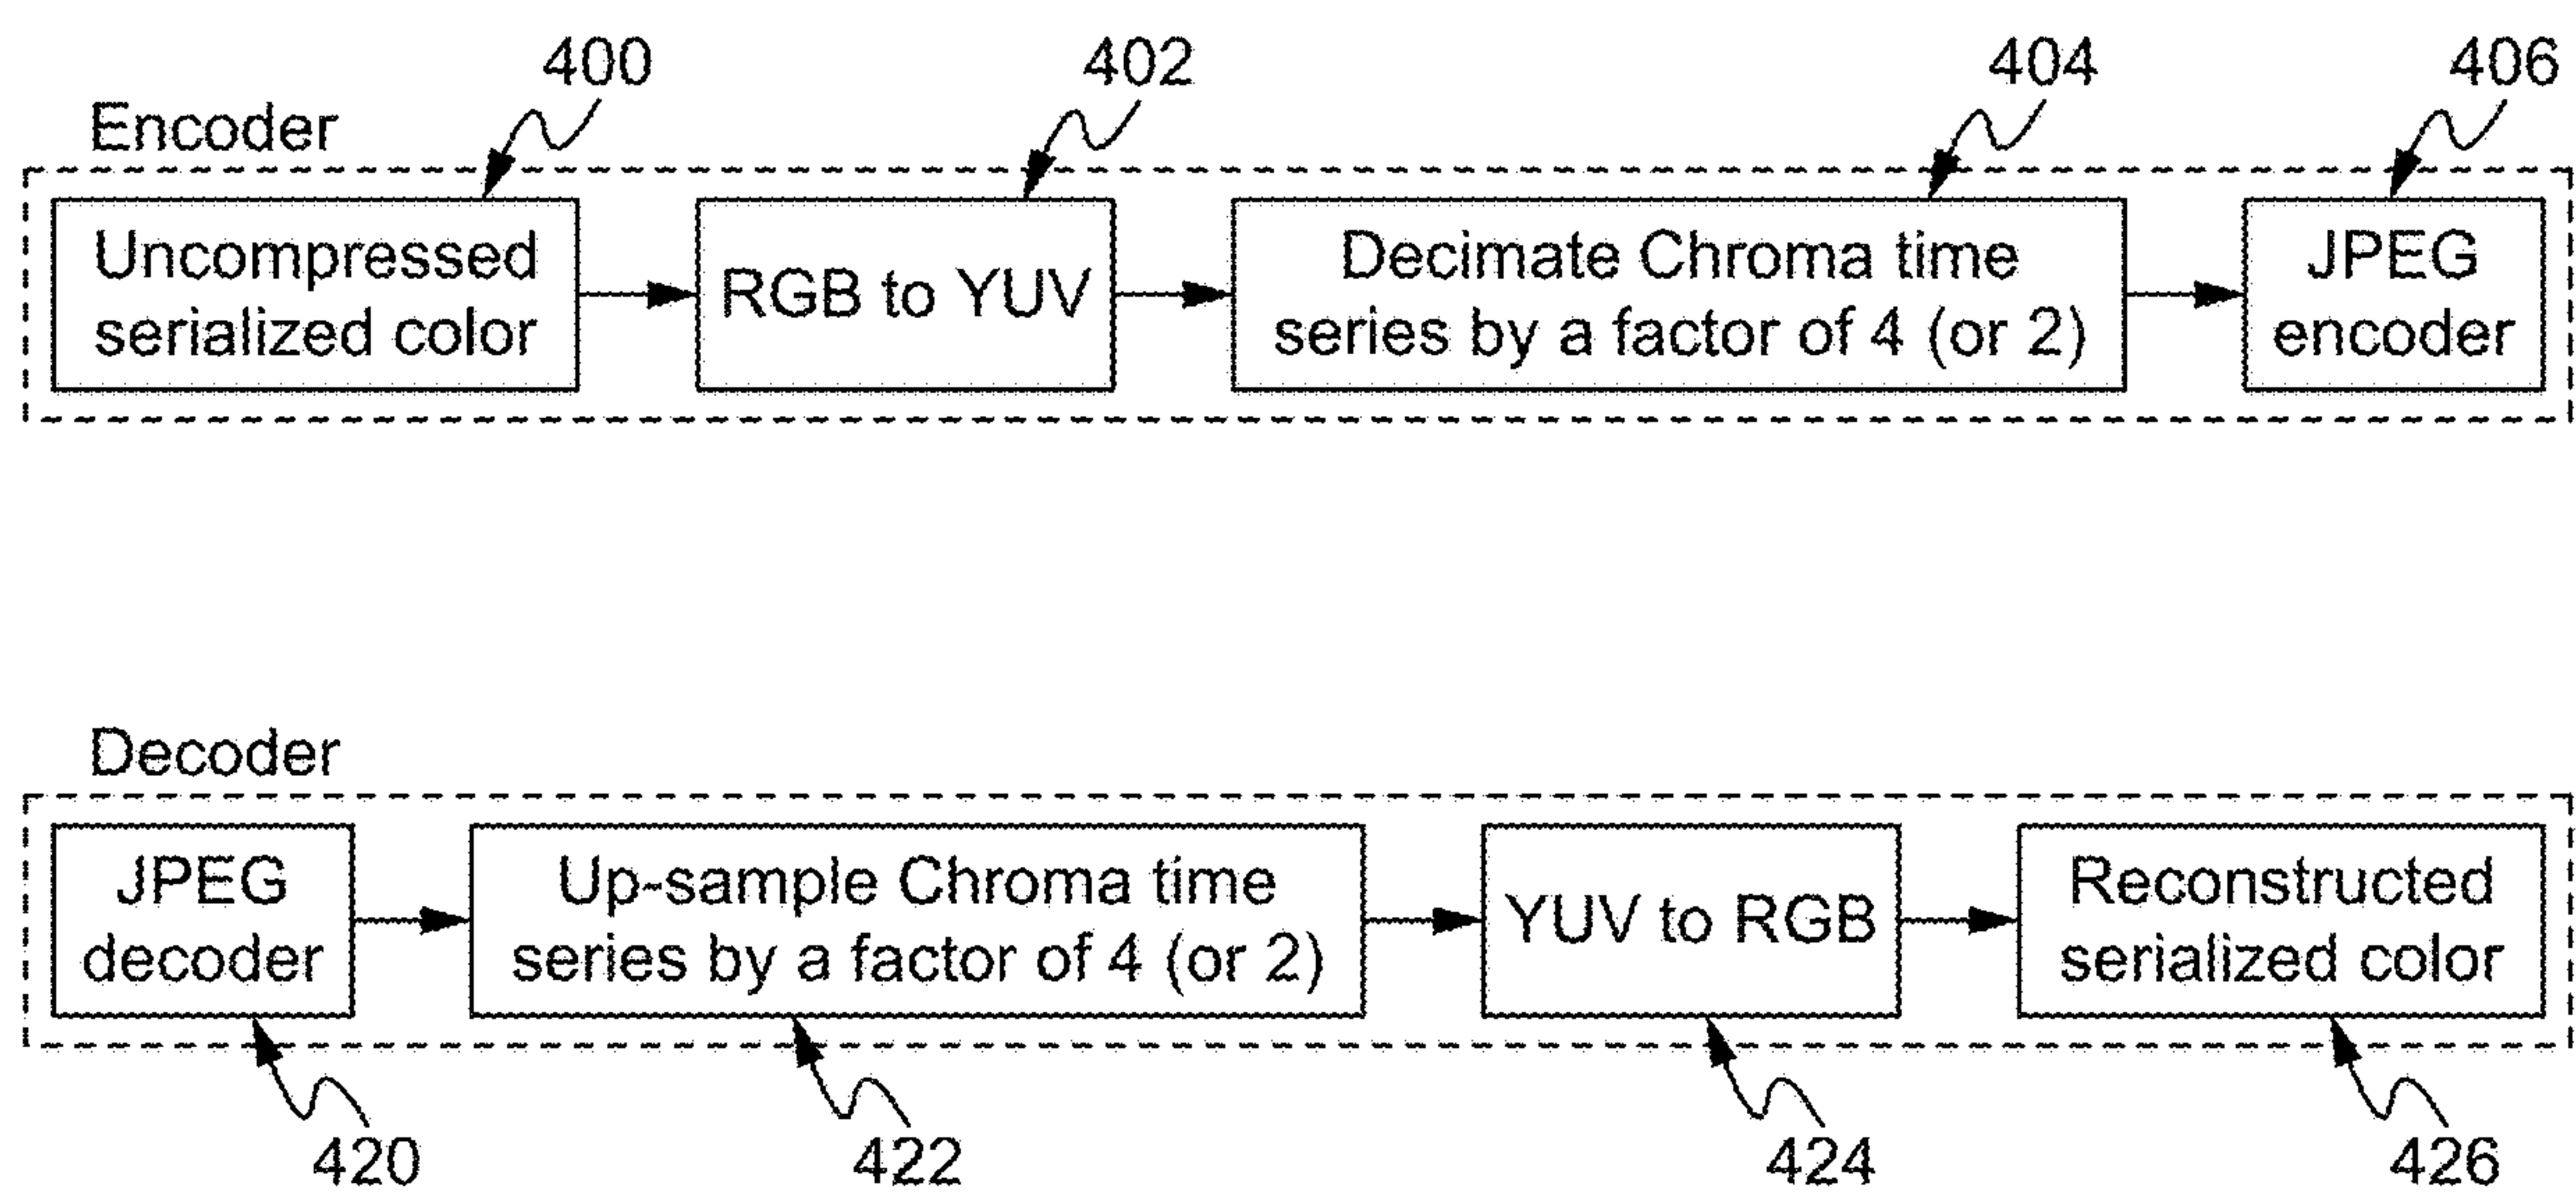 400
402
404
406
Encoder
Uncompressed
serialized color
RGB to YUV
Decimate Chroma time
series by a factor of 4 (or 2)
JPEG
encoder
Decoder
JPEG
decoder
Up-sample Chroma time
series by a factor of 4 (or 2)
YUV to RGB
Reconstructed
serialized color
420
422
424
426